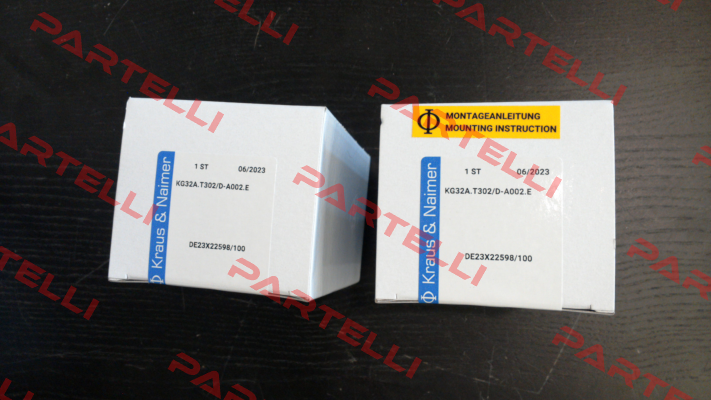 Kraus & Naimer
1 ST 06/2023
KG32A.T302/D-A002.E
DE23X22598/100
MONTAGEANLEITUNG
MOUNTING INSTRUCTION
Kraus & Naimer
1 ST 06/2023
KG32A.T302/D-A002.E
DE23X22598/100
PARTELLI
PARTELLI
PARTELLI
PARTELLI
PARTELLI
PARTELLI
PARTELLI